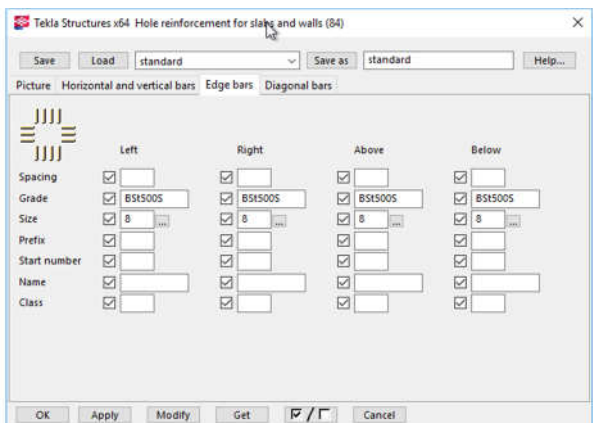 Tekla Structures x64 Hole reinforcement for slabs and walls (84)
Save Load standard Save as standard Help...
Picture Horizontal and vertical bars Edge bars Diagonal bars
Left Right Above Below
Spacing
Grade BSt500S BSt500S BSt500S BSt500S
Size 8 ... 8 ... 8 ... 8 ...
Prefix
Start number
Name
Class
OK Apply Modify Get / Cancel